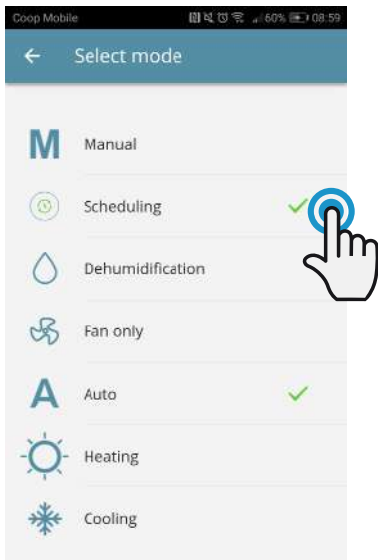 Coop Mobile 60% 08:59
Select mode
M Manual
Scheduling
Dehumidification
Fan only
A Auto
Heating
Cooling